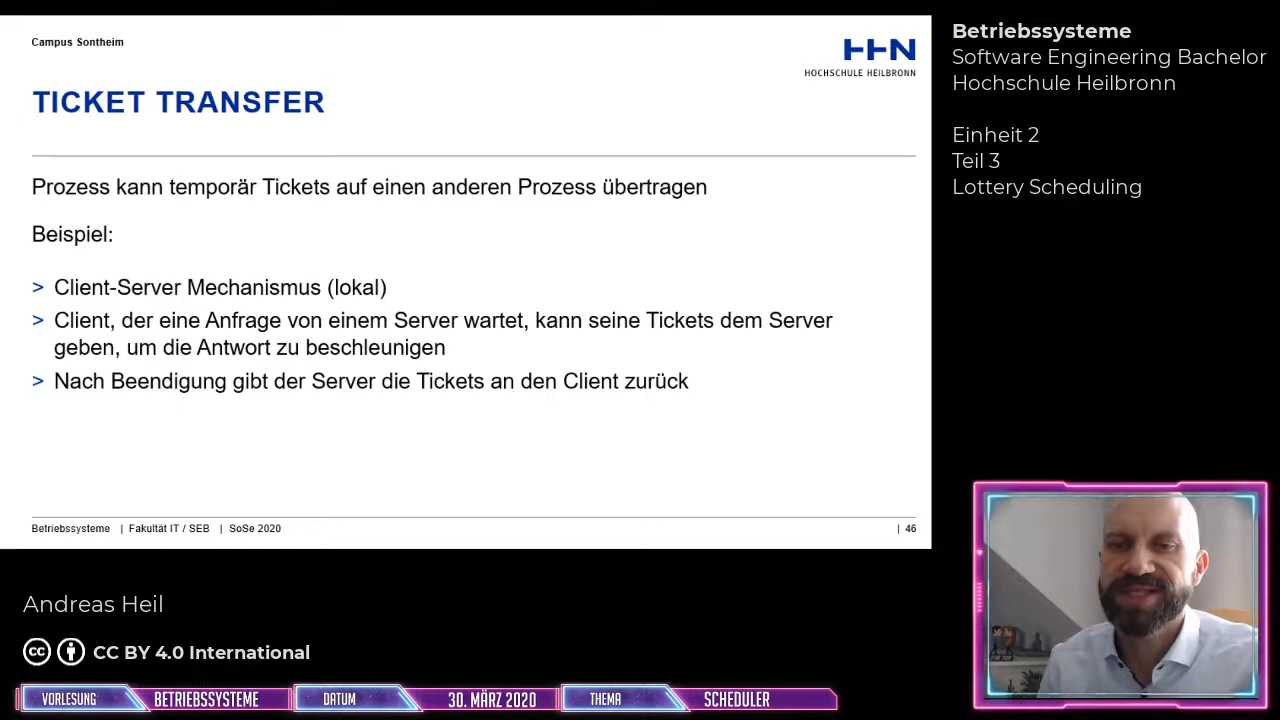 Campus Sontheim
HHN
HOCHSCHULE HEILBRONN
TICKET TRANSFER
Prozess kann temporär Tickets auf einen anderen Prozess übertragen
Beispiel:
> Client-Server Mechanismus (lokal)
> Client, der eine Anfrage von einem Server wartet, kann seine Tickets dem Server
geben, um die Antwort zu beschleunigen
> Nach Beendigung gibt der Server die Tickets an den Client zurück
Betriebssysteme | Fakultät IT / SEB | SoSe 2020
| 46
Betriebssysteme
Software Engineering Bachelor
Hochschule Heilbronn
Einheit 2
Teil 3
Lottery Scheduling
Andreas Heil
cc CC BY 4.0 International
VORLESUNG BETRIEBSSYSTEME DATUM 30. MÄRZ 2020 THEMA SCHEDULER